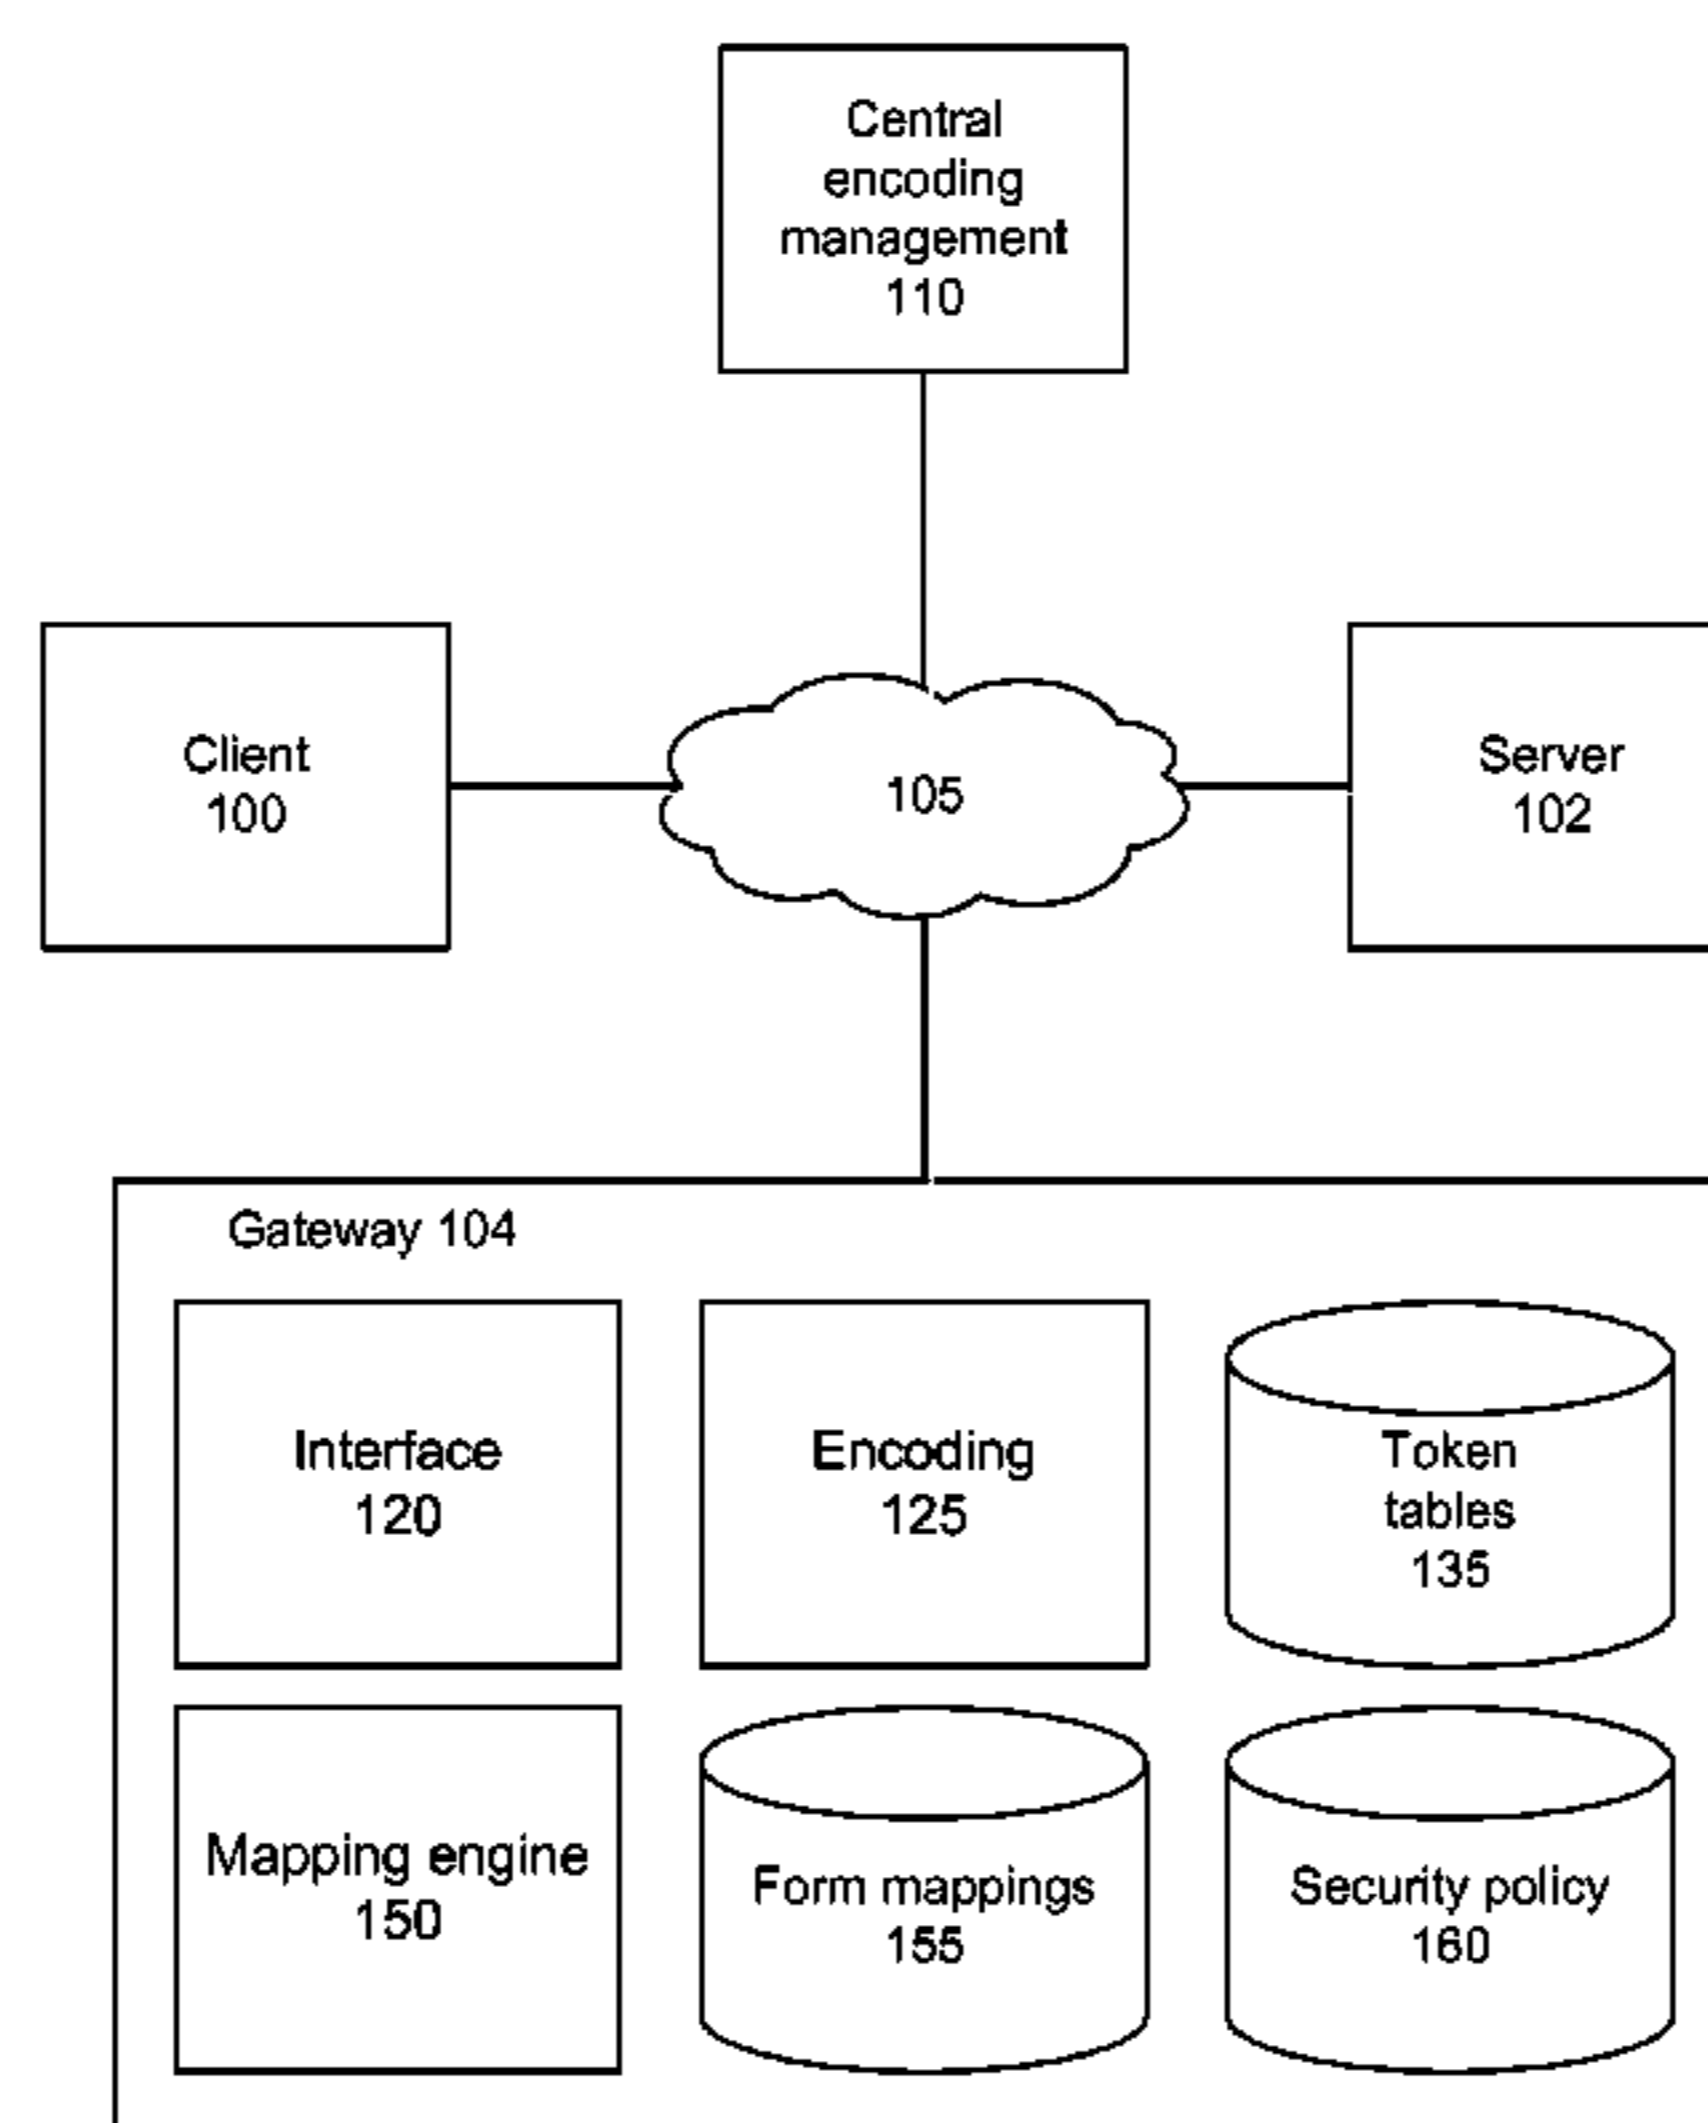 Central
encoding
management
110
Client
100
105
Server
102
Gateway 104
Interface
120
Encoding
125
Token
tables
135
Mapping engine
150
Form mappings
155
Security policy
160